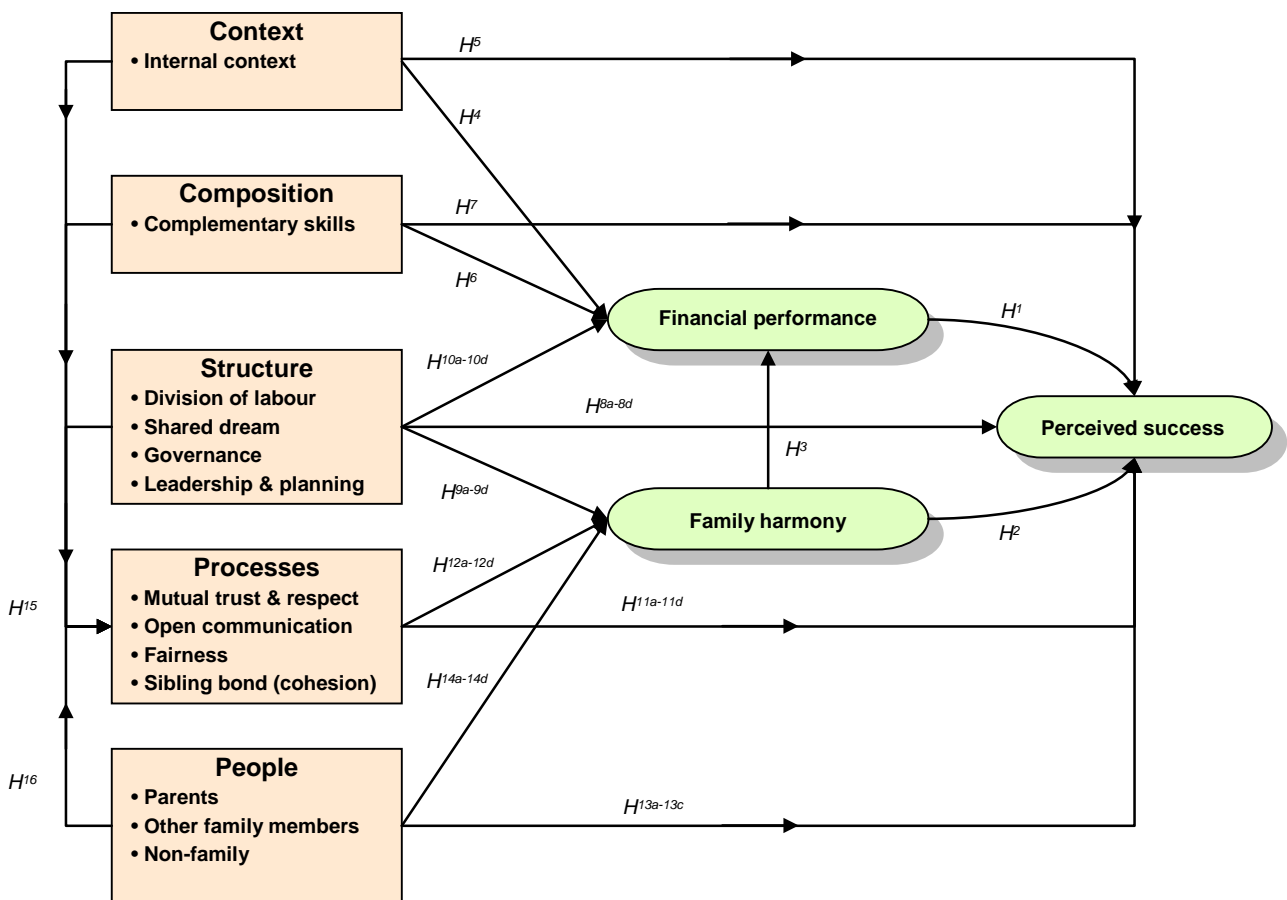 Context
• Internal context
H5
H4
Composition
• Complementary skills
H7
H6
Financial performance
H1
Structure
• Division of labour
• Shared dream
• Governance
• Leadership & planning
H10a-10d
H8a-8d
H9a-9d
H3
Perceived success
Family harmony
H2
Processes
• Mutual trust & respect
• Open communication
• Fairness
• Sibling bond (cohesion)
H12a-12d
H11a-11d
H15
H14a-14d
People
• Parents
• Other family members
• Non-family
H16
H13a-13c